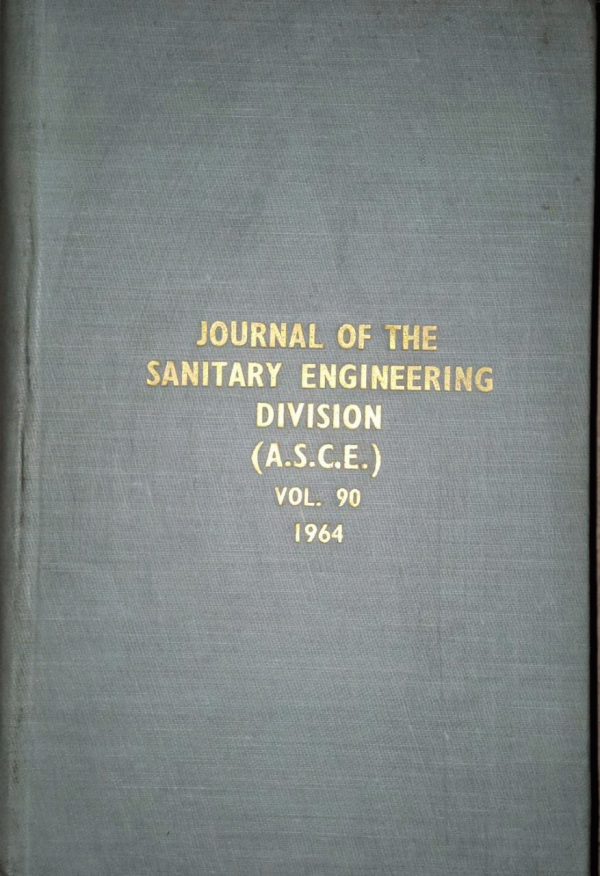 JOURNAL OF THE
SANITARY ENGINEERING
DIVISION
(A.S.C.E.)
VOL. 90
1964